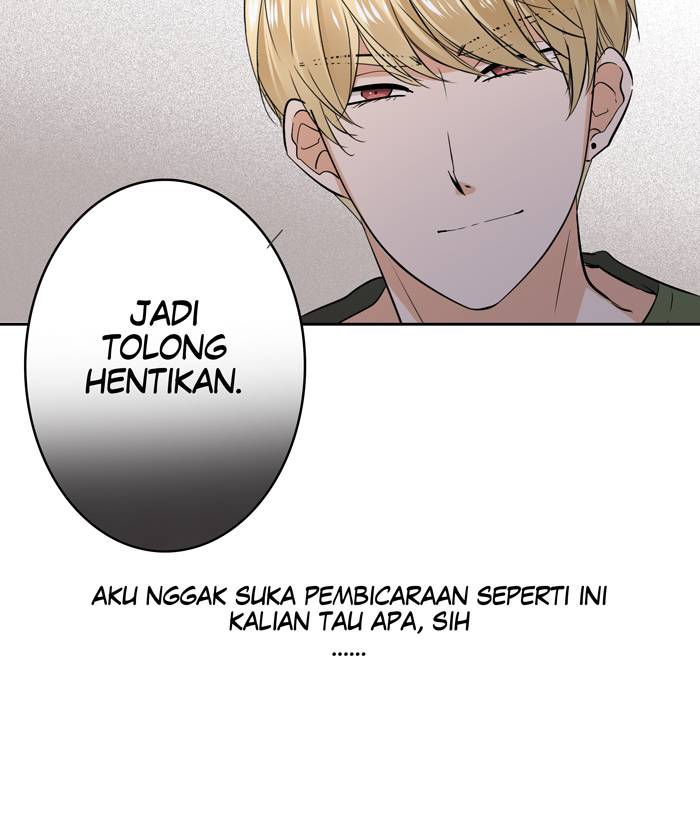 JADI
TOLONG
HENTIKAN.
AKU NGGAK SUKA PEMBICARAAN SEPERTI INI
KALIAN TAU APA, SIH
......